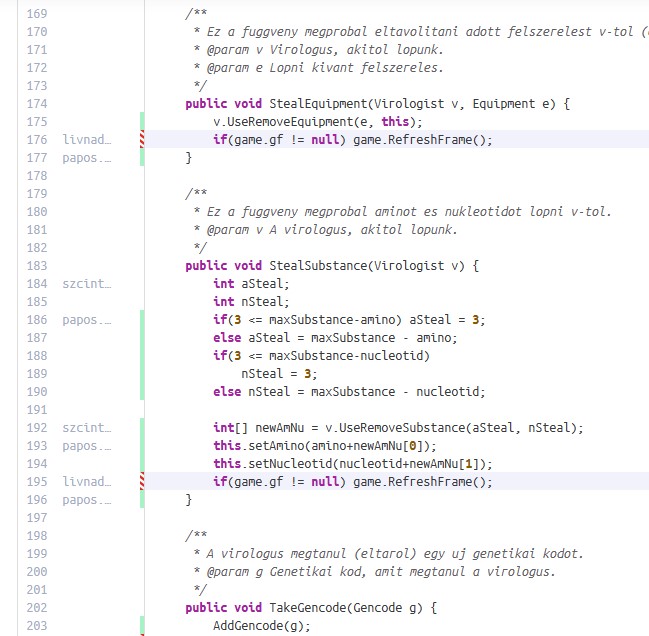 169 /**
170 * Ez a fuggveny megprobal eltavolitani adott felszerelest v-tol (
171 * @param v Virologus, akitol lopunk.
172 * @param e Lopni kivant felszereles.
173 */
174 public void StealEquipment(Virologist v, Equipment e) {
175 v.UseRemoveEquipment(e, this);
176 livnad… if(game.gf != null) game.RefreshFrame();
177 papos.… }
178
179 /**
180 * Ez a fuggveny megprobal aminot es nukleotidot lopni v-tol.
181 * @param v A virologus, akitol lopunk.
182 */
183 public void StealSubstance(Virologist v) {
184 szcint… int aSteal;
185 int nSteal;
186 papos.… if(3 <= maxSubstance-amino) aSteal = 3;
187 else aSteal = maxSubstance - amino;
188 if(3 <= maxSubstance-nucleotid)
189 nSteal = 3;
190 else nSteal = maxSubstance - nucleotid;
191
192 szcint… int[] newAmNu = v.UseRemoveSubstance(aSteal, nSteal);
193 papos.… this.setAmino(amino+newAmNu[0]);
194 this.setNucleotid(nucleotid+newAmNu[1]);
195 livnad… if(game.gf != null) game.RefreshFrame();
196 papos.… }
197
198 /**
199 * A virologus megtanul (eltarol) egy uj genetikai kodot.
200 * @param g Genetikai kod, amit megtanul a virologus.
201 */
202 public void TakeGencode(Gencode g) {
203 AddGencode(g);